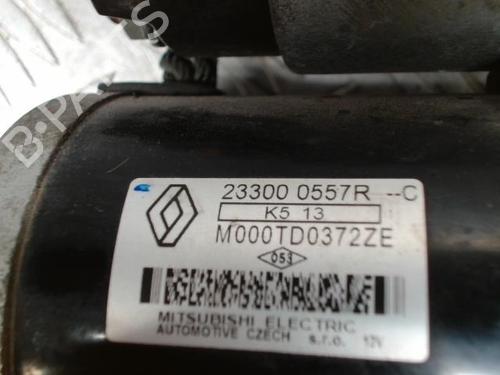 B-PARTS
23300 0557R --C
K5 13
M000TD0372ZE
053
MITSUBISHI ELECTRIC
AUTOMOTIVE CZECH s.r.o. 12V